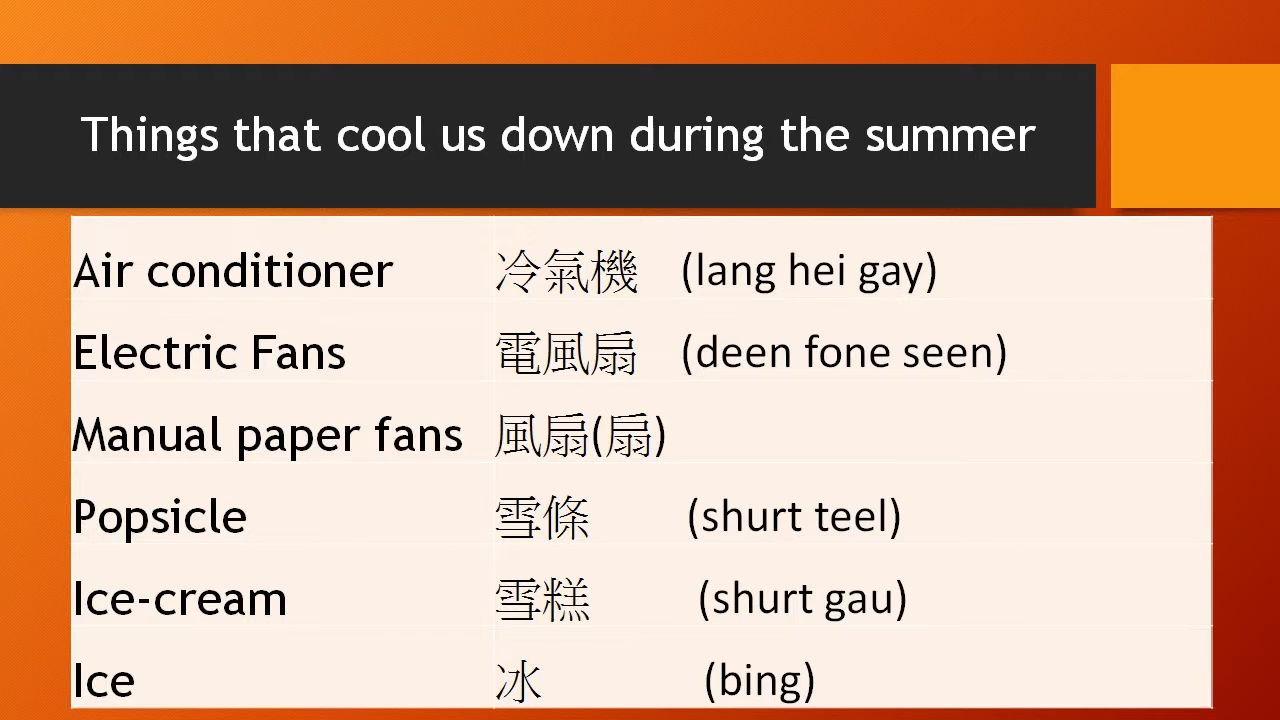 Things that cool us down during the summer
Air conditioner 冷氣機 (lang hei gay)
Electric Fans 電風扇 (deen fone seen)
Manual paper fans 風扇(扇)
Popsicle 雪條 (shurt teel)
Ice-cream 雪糕 (shurt gau)
Ice 冰 (bing)